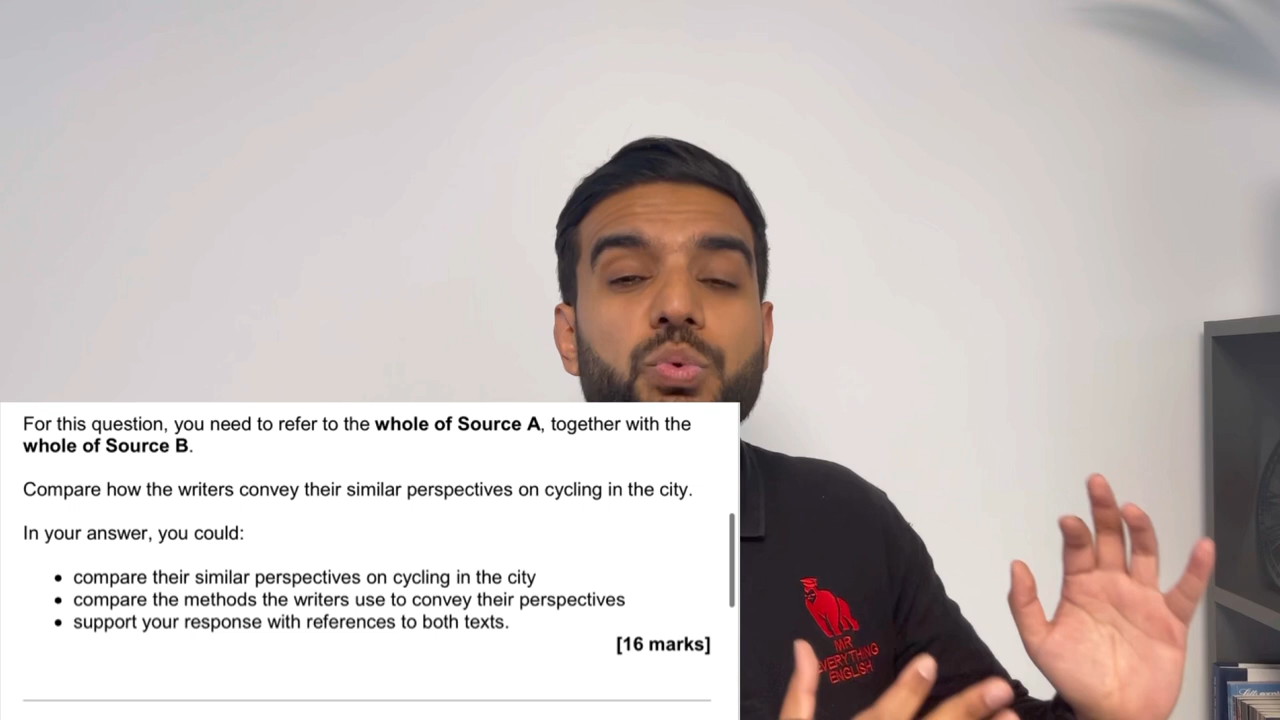 For this question, you need to refer to the whole of Source A, together with the
whole of Source B.
Compare how the writers convey their similar perspectives on cycling in the city.
In your answer, you could:
• compare their similar perspectives on cycling in the city
• compare the methods the writers use to convey their perspectives
• support your response with references to both texts.
[16 marks]
MR
EVERYTHING
ENGLISH